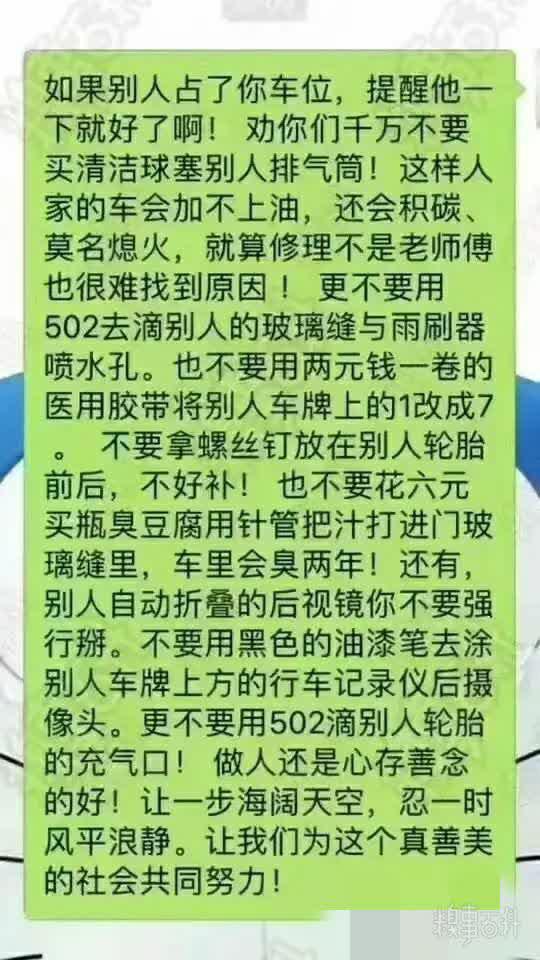 如果别人占了你车位，提醒他一
下就好了啊！ 劝你们千万不要
买清洁球塞别人排气筒！这样人
家的车会加不上油，还会积碳、
莫名熄火，就算修理不是老师傅
也很难找到原因！ 更不要用
502去滴别人的玻璃缝与雨刷器
喷水孔。也不要用两元钱一卷的
医用胶带将别人车牌上的1改成7
。 不要拿螺丝钉放在别人轮胎
前后，不好补！ 也不要花六元
买瓶臭豆腐用针管把汁打进门玻
璃缝里，车里会臭两年！还有，
别人自动折叠的后视镜你不要强
行掰。不要用黑色的油漆笔去涂
别人车牌上方的行车记录仪后摄
像头。更不要用502滴别人轮胎
的充气口！ 做人还是心存善念
的好！让一步海阔天空，忍一时
风平浪静。让我们为这个真善美
的社会共同努力！
糗事百科